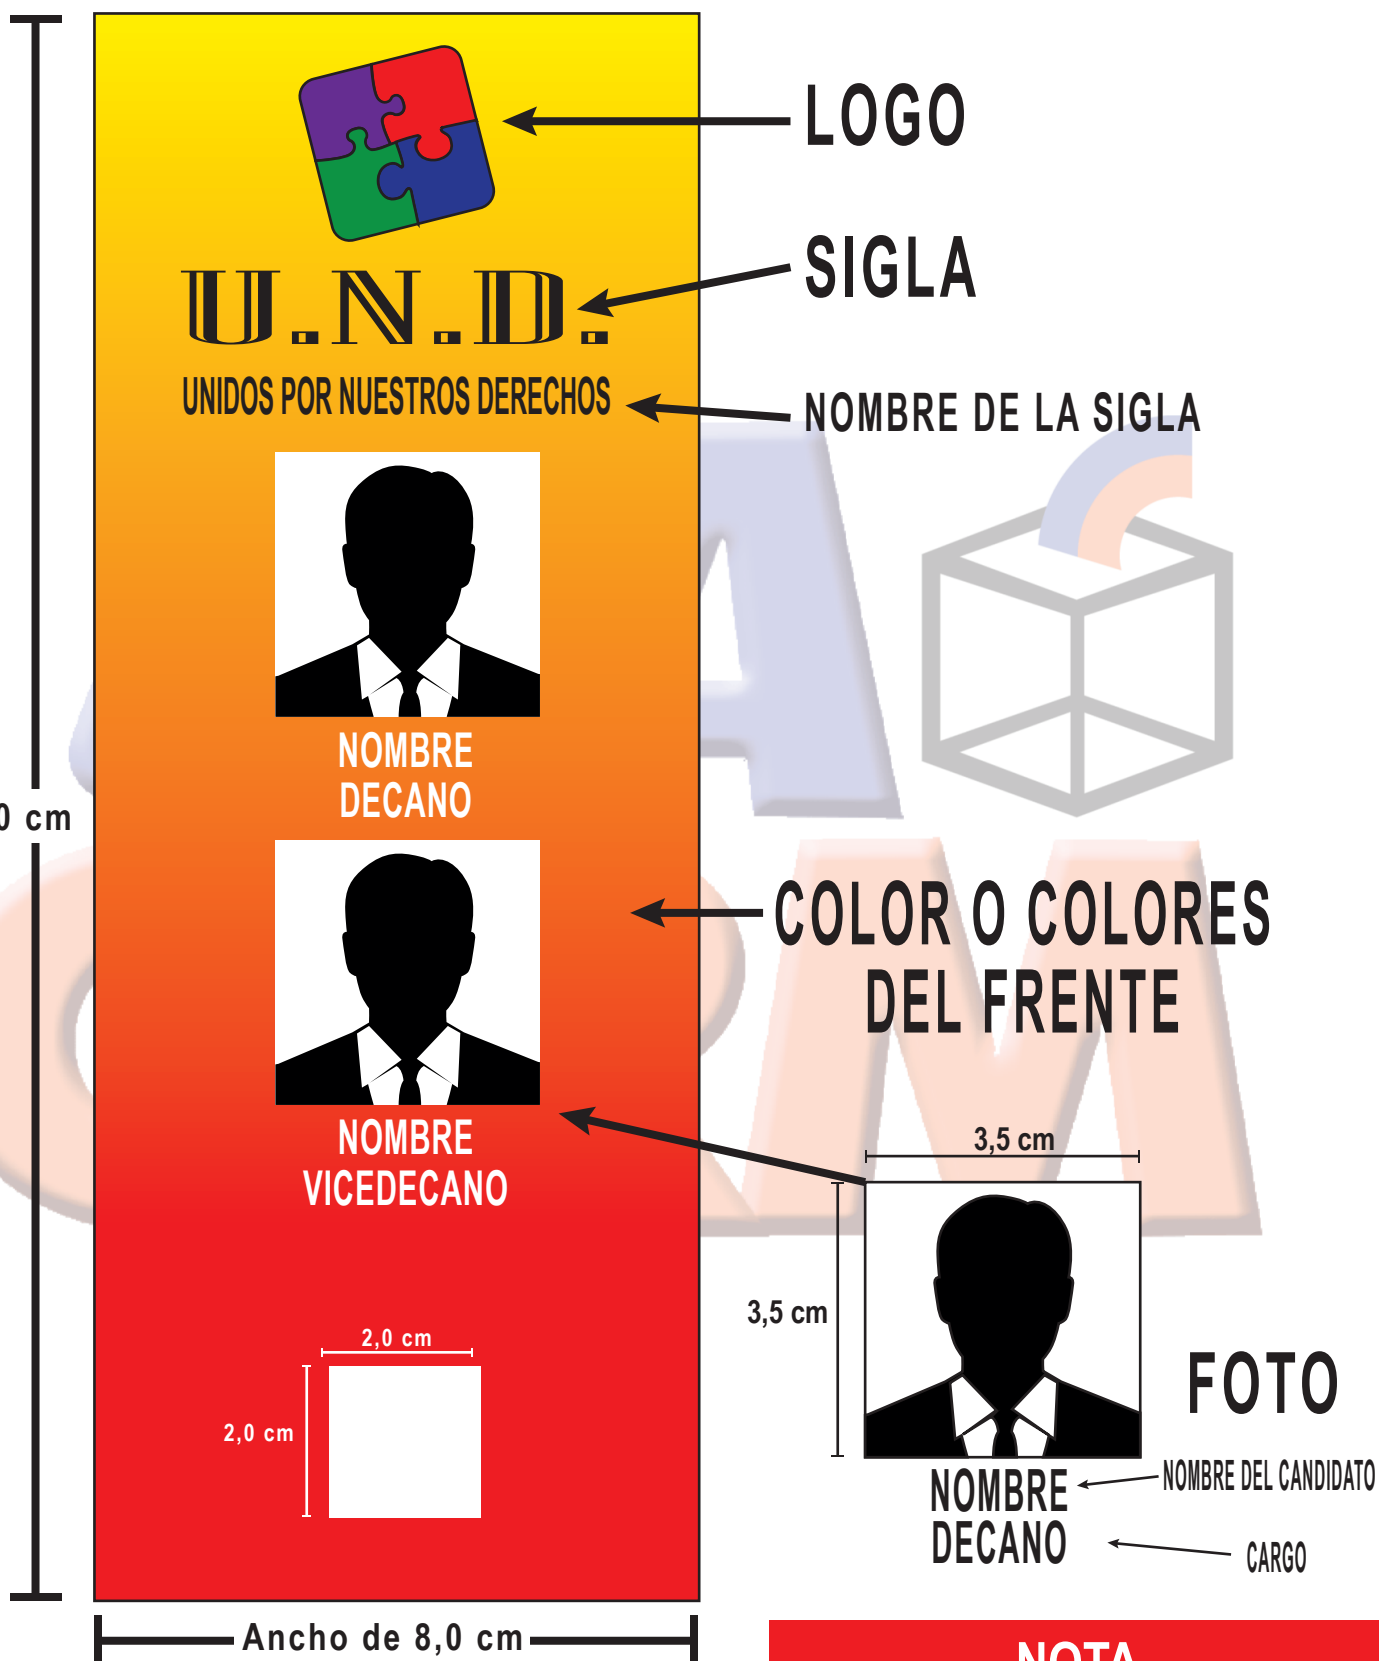 LOGO
U.N.D.
SIGLA
UNIDOS POR NUESTROS DERECHOS
NOMBRE DE LA SIGLA
NOMBRE
DECANO
0 cm
COLOR O COLORES
DEL FRENTE
NOMBRE
VICEDECANO
3,5 cm
3,5 cm
FOTO
NOMBRE
DECANO
NOMBRE DEL CANDIDATO
CARGO
2,0 cm
2,0 cm
Ancho de 8,0 cm
NOTA